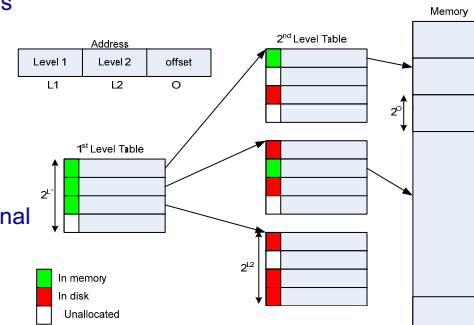 s
Memory
2nd Level Table
Address
Level 1 Level 2 offset
L1 L2 O
2O
1st Level Table
2L1
nal
2L2
In memory
In disk
Unallocated